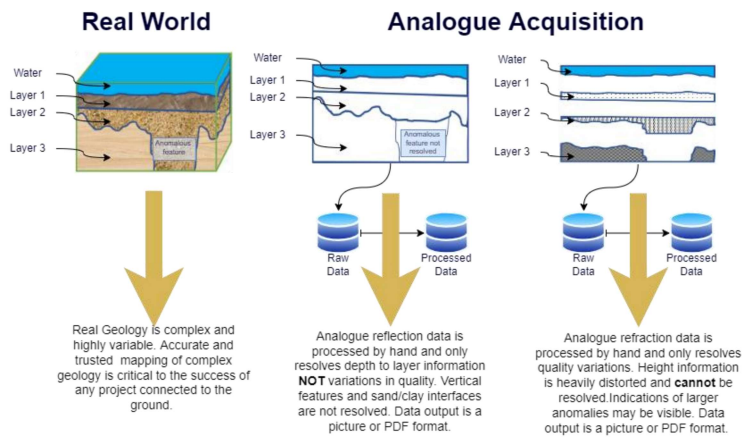 Real World
Analogue Acquisition
Water
Layer 1
Layer 2
Layer 3
Anomalous
feature
Water
Layer 1
Layer 2
Layer 3
Anomalous
feature not
resolved
Water
Layer 1
Layer 2
Layer 3
Raw
Data
Processed
Data
Raw
Data
Processed
Data
Real Geology is complex and
highly variable. Accurate and
trusted mapping of complex
geology is critical to the success of
any project connected to the
ground.
Analogue reflection data is
processed by hand and only
resolves depth to layer information
NOT variations in quality. Vertical
features and sand/clay interfaces
are not resolved. Data output is a
picture or PDF format.
Analogue refraction data is
processed by hand and only resolves
quality variations. Height information
is heavily distorted and cannot be
resolved.Indications of larger
anomalies may be visible. Data
output is a picture or PDF format.